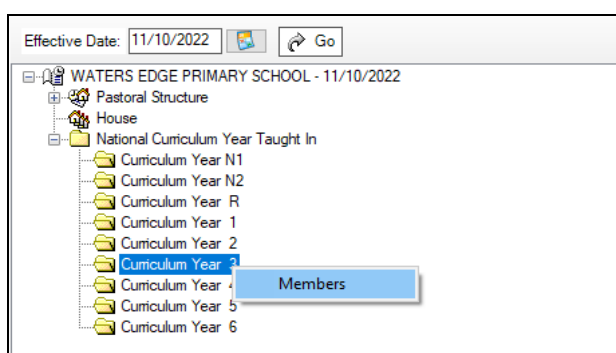 Effective Date: 11/10/2022 Go
WATERS EDGE PRIMARY SCHOOL - 11/10/2022
Pastoral Structure
House
National Curriculum Year Taught In
Curriculum Year N1
Curriculum Year N2
Curriculum Year R
Curriculum Year 1
Curriculum Year 2
Curriculum Year 3
Members
Curriculum Year 4
Curriculum Year 5
Curriculum Year 6